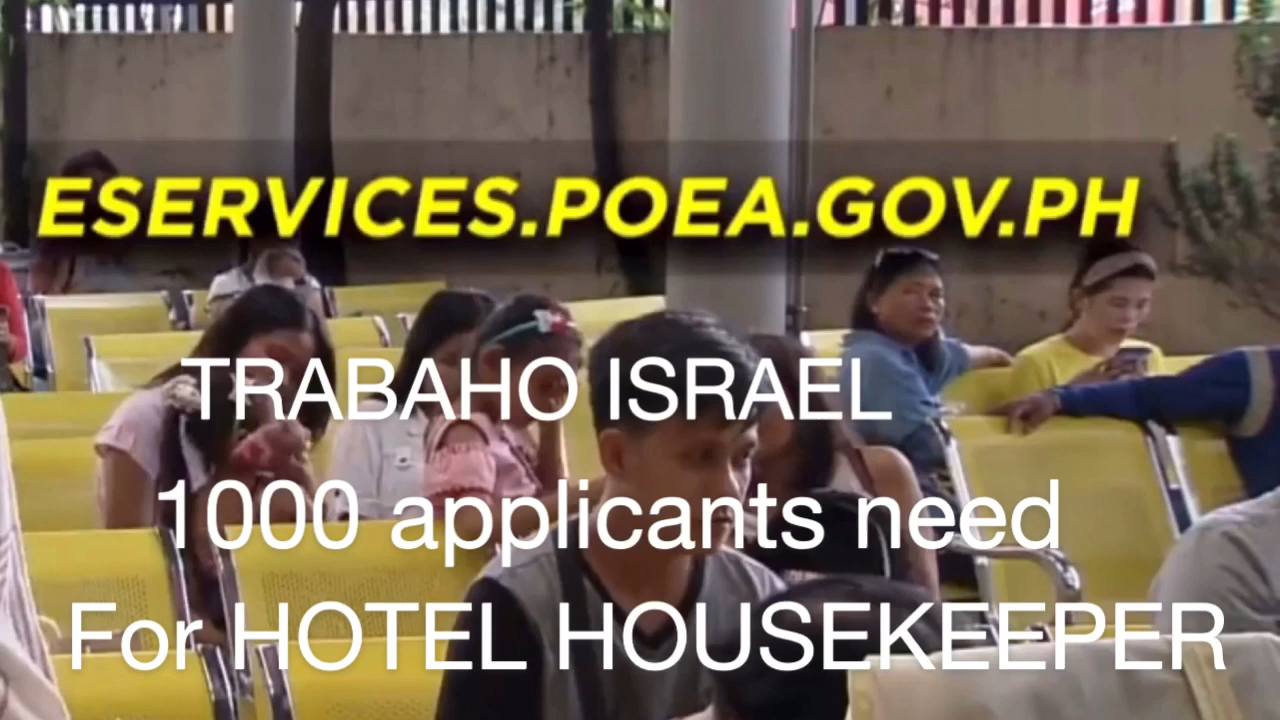 ESERVICES.POEA.GOV.PH
TRABAHO ISRAEL
1000 applicants need
For HOTEL HOUSEKEEPER